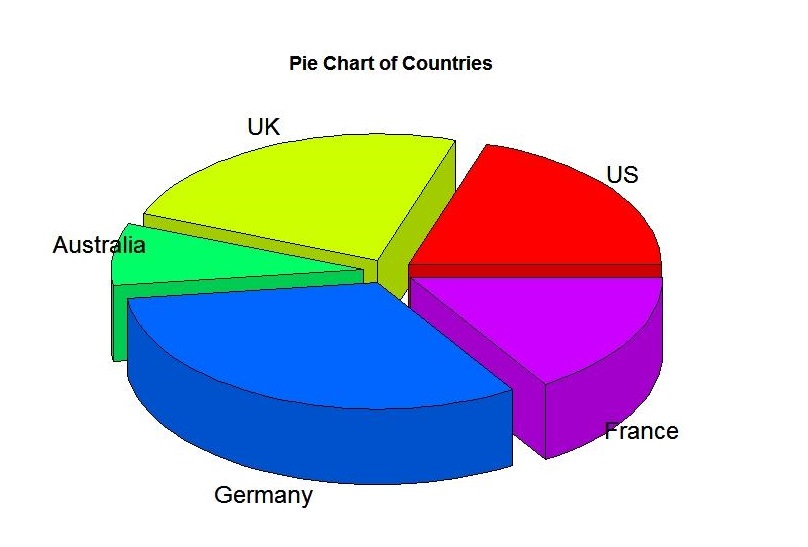 Pie Chart of Countries
UK
US
Australia
France
Germany